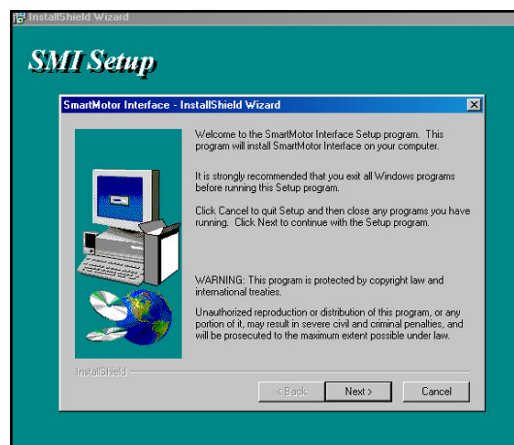 InstallShield Wizard
SMI Setup
SmartMotor Interface - InstallShield Wizard
Welcome to the SmartMotor Interface Setup program. This
program will install SmartMotor Interface on your computer.
It is strongly recommended that you exit all Windows programs
before running this Setup program.
Click Cancel to quit Setup and then close any programs you have
running. Click Next to continue with the Setup program.
WARNING: This program is protected by copyright law and
international treaties.
Unauthorized reproduction or distribution of this program, or any
portion of it, may result in severe civil and criminal penalties, and
will be prosecuted to the maximum extent possible under law.
InstallShield
< Back
Next >
Cancel